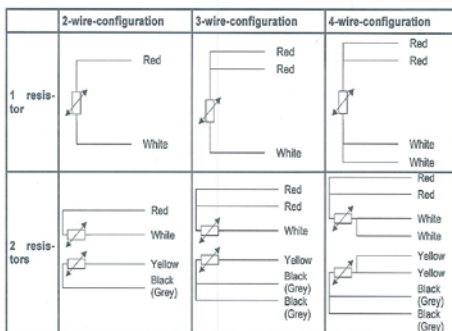 2-wire-configuration 3-wire-configuration 4-wire-configuration
1 resis-
tor
Red
White
Red
Red
White
Red
Red
White
White
2 resis-
tors
Red
White
Yellow
Black
(Grey)
Red
Red
White
Yellow
Black
(Grey)
Black
(Grey)
Red
Red
White
White
Yellow
Yellow
Black
(Grey)
Black
(Grey)